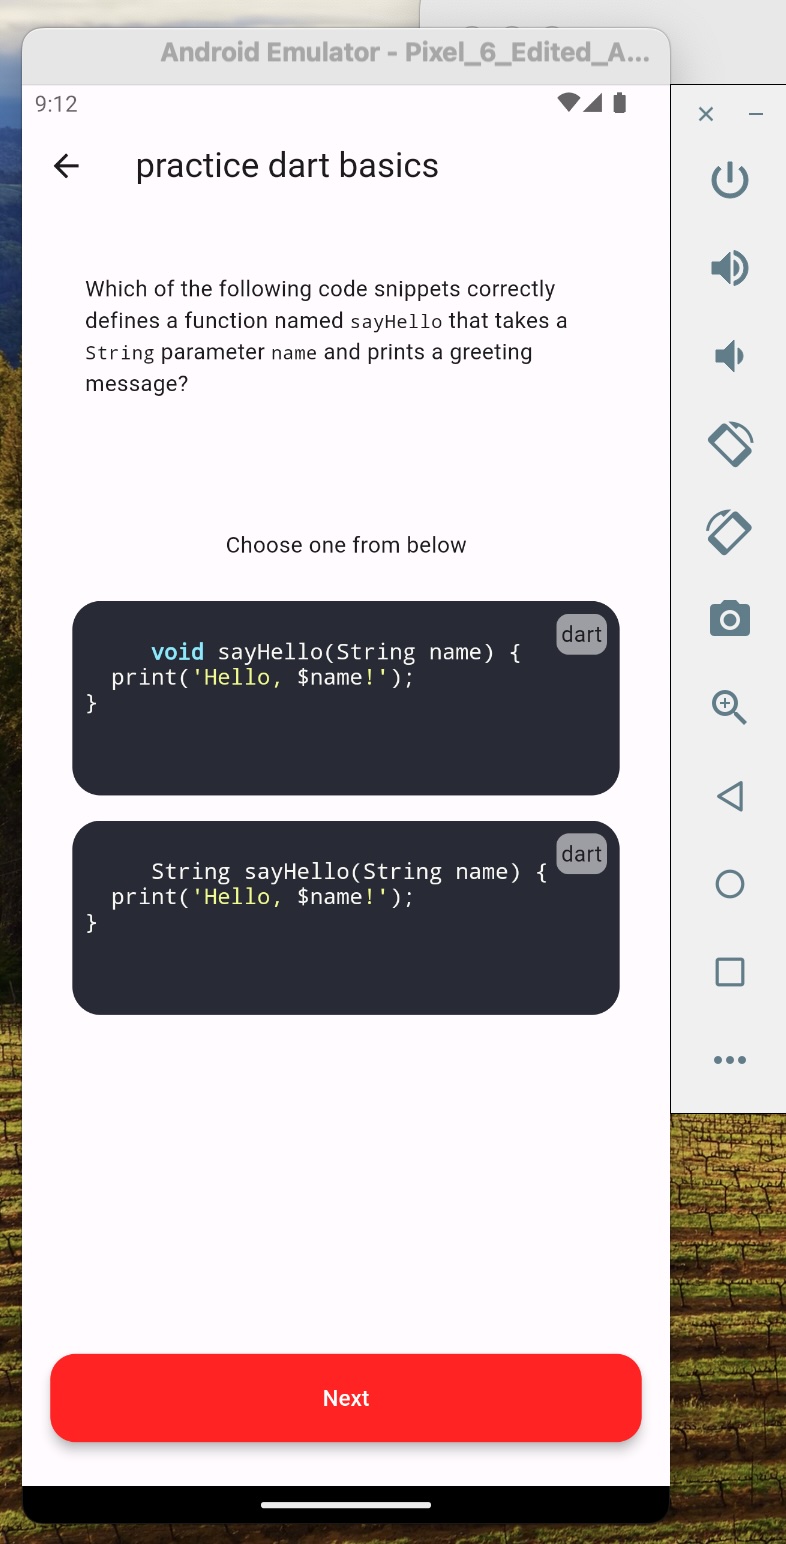 Android Emulator - Pixel_6_Edited_A...
9:12
practice dart basics
Which of the following code snippets correctly
defines a function named sayHello that takes a
String parameter name and prints a greeting
message?
Choose one from below
dart
void sayHello(String name) {
print('Hello, $name!');
}
dart
String sayHello(String name) {
print('Hello, $name!');
}
Next